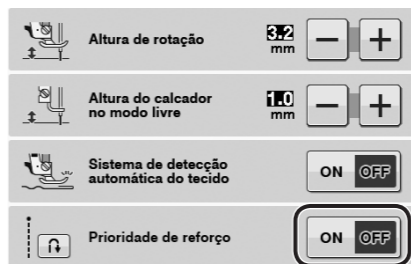 Altura de rotação
3.2
mm
Altura do calcador
no modo livre
1.0
mm
Sistema de detecção
automática do tecido
ON OFF
Prioridade de reforço
ON OFF